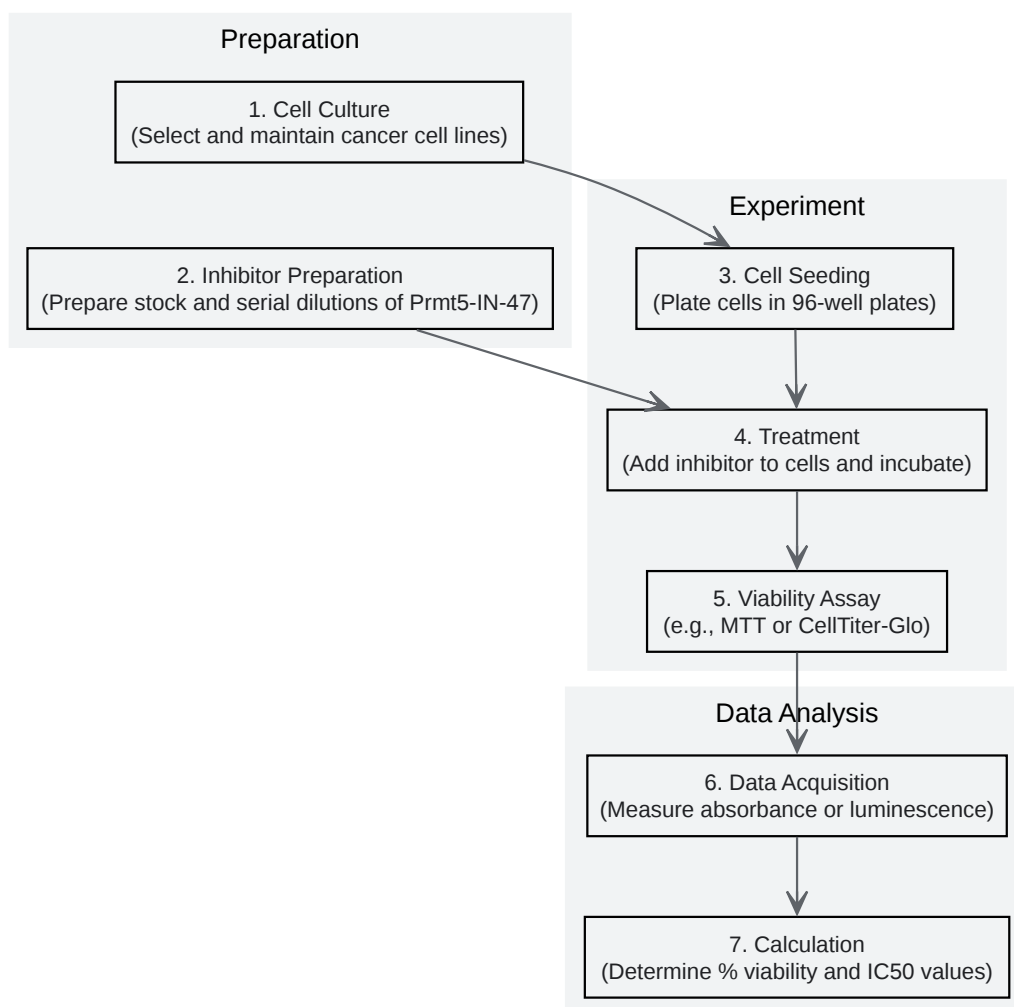 Preparation
1. Cell Culture
(Select and maintain cancer cell lines)
2. Inhibitor Preparation
(Prepare stock and serial dilutions of Prmt5-IN-47)
Experiment
3. Cell Seeding
(Plate cells in 96-well plates)
4. Treatment
(Add inhibitor to cells and incubate)
5. Viability Assay
(e.g., MTT or CellTiter-Glo)
Data Analysis
6. Data Acquisition
(Measure absorbance or luminescence)
7. Calculation
(Determine % viability and IC50 values)